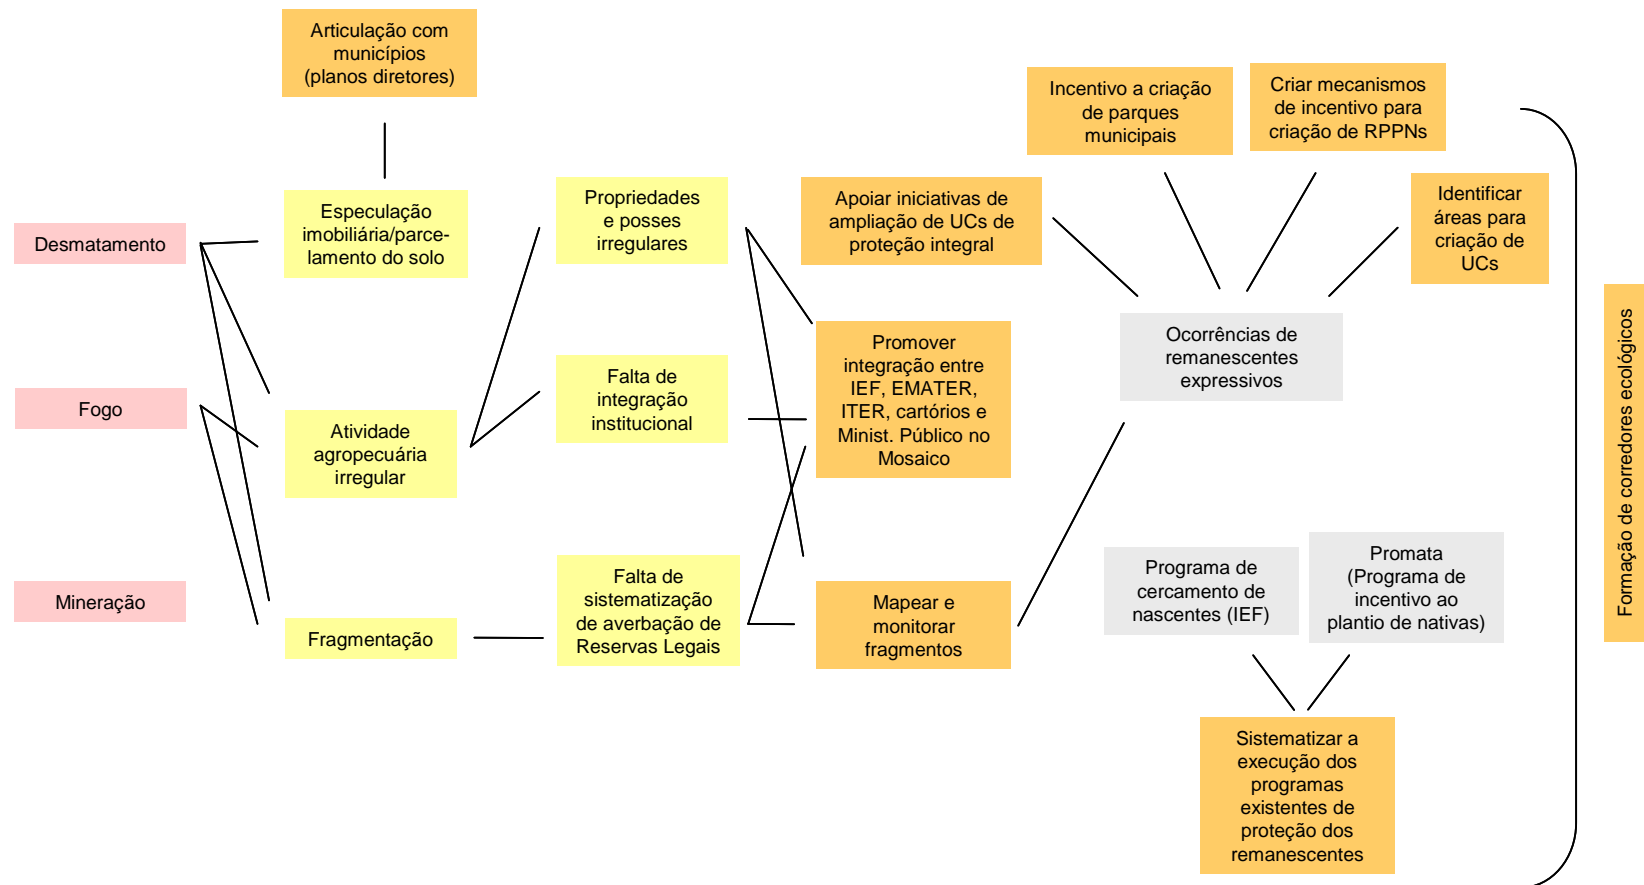 Articulação com
municípios
(planos diretores)
Incentivo a criação
de parques
municipais
Criar mecanismos
de incentivo para
criação de RPPNs
Especulação
imobiliária/parce-
lamento do solo
Propriedades
e posses
irregulares
Apoiar iniciativas de
ampliação de UCs de
proteção integral
Identificar
áreas para
criação de
UCs
Desmatamento
Ocorrências de
remanescentes
expressivos
Promover
integração entre
IEF, EMATER,
ITER, cartórios e
Minist. Público no
Mosaico
Falta de
integração
institucional
Fogo
Atividade
agropecuária
irregular
Formação de corredores ecológicos
Programa de
cercamento de
nascentes (IEF)
Promata
(Programa de
incentivo ao
plantio de nativas)
Mineração
Fragmentação
Falta de
sistematização
de averbação de
Reservas Legais
Mapear e
monitorar
fragmentos
Sistematizar a
execução dos
programas
existentes de
proteção dos
remanescentes